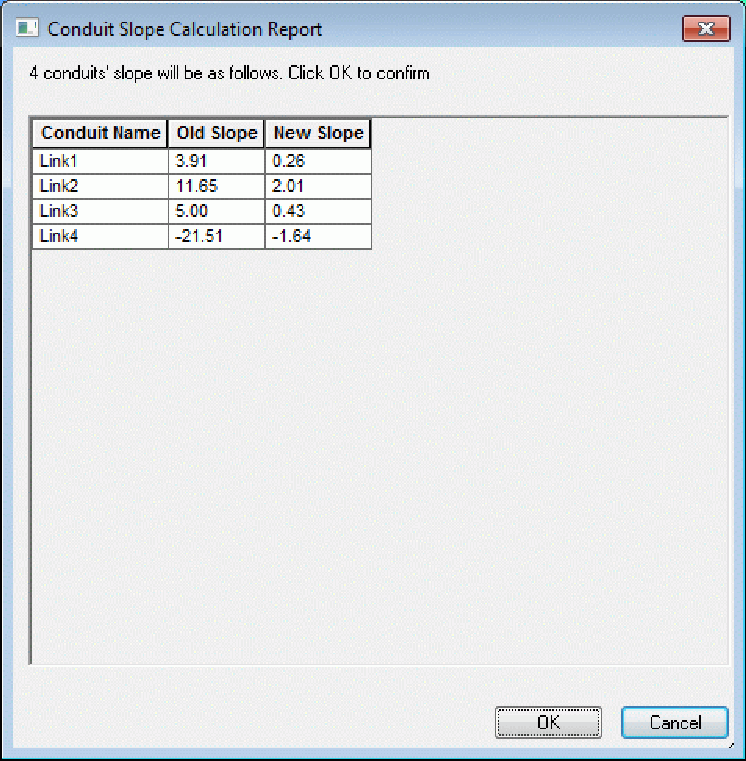 Conduit Slope Calculation Report
4 conduits' slope will be as follows. Click OK to confirm
Conduit Name Old Slope New Slope
Link1 3.91 0.26
Link2 11.65 2.01
Link3 5.00 0.43
Link4 -21.51 -1.64
OK Cancel